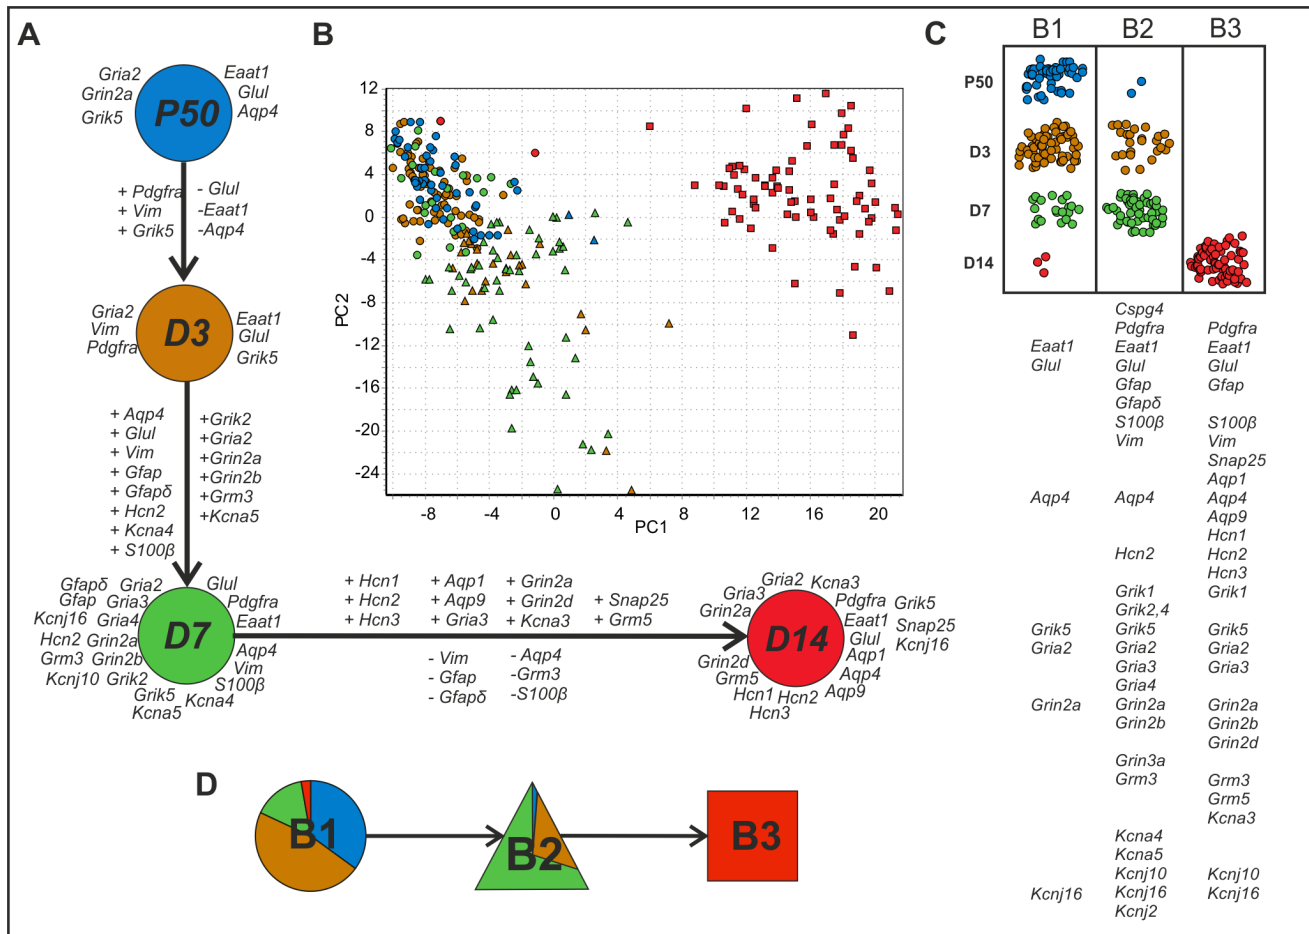 A
Gria2
Grin2a
Grik5
P50
Eaat1
Glul
Aqp4
+ Pdgfra
+ Vim
+ Grik5
- Glul
-Eaat1
-Aqp4
Gria2
Vim
Pdgfra
D3
Eaat1
Glul
Grik5
+ Aqp4
+ Glul
+ Vim
+ Gfap
+ Gfapδ
+ Hcn2
+ Kcna4
+ S100β
+Grik2
+Gria2
+Grin2a
+Grin2b
+Grm3
+Kcna5
Gfapδ Gria2 Glul
Gfap Gria3 Pdgfra
Kcnj16 Gria4 Eaat1
Hcn2 Grin2a D7 Aqp4
Grm3 Grin2b Vim
Kcnj10 Grik2 S100β
Grik5 Kcna4
Kcna5
+ Hcn1 + Aqp1 + Grin2a
+ Hcn2 + Aqp9 + Grin2d + Snap25
+ Hcn3 + Gria3 + Kcna3 + Grm5
- Vim - Aqp4
- Gfap -Grm3
- Gfapδ -S100β
Gria2 Kcna3
Gria3 Pdgfra Grik5
Grin2a Eaat1 Snap25
D14 Glul Kcnj16
Grin2d Aqp1
Grm5 Aqp4
Hcn1 Hcn2 Aqp9
Hcn3
B
12
8
4
0
-4
-8
-12
-16
-20
-24
PC2
-8 -4 0 4 8 12 16 20
PC1
C
B1 B2 B3
P50
D3
D7
D14
Cspg4
Pdgfra Pdgfra
Eaat1 Eaat1 Eaat1
Glul Glul Glul
Gfap Gfap
Gfapδ
S100β S100β
Vim Vim
Snap25
Aqp1
Aqp4 Aqp4 Aqp4
Aqp9
Hcn1
Hcn2 Hcn2
Hcn3
Grik1 Grik1
Grik2,4
Grik5 Grik5 Grik5
Gria2 Gria2 Gria2
Gria3 Gria3
Gria4
Grin2a Grin2a Grin2a
Grin2b Grin2b
Grin2d
Grin3a
Grm3 Grm3
Grm5
Kcna3
Kcna4
Kcna5
Kcnj10 Kcnj10
Kcnj16 Kcnj16 Kcnj16
Kcnj2
D
B1 B2 B3